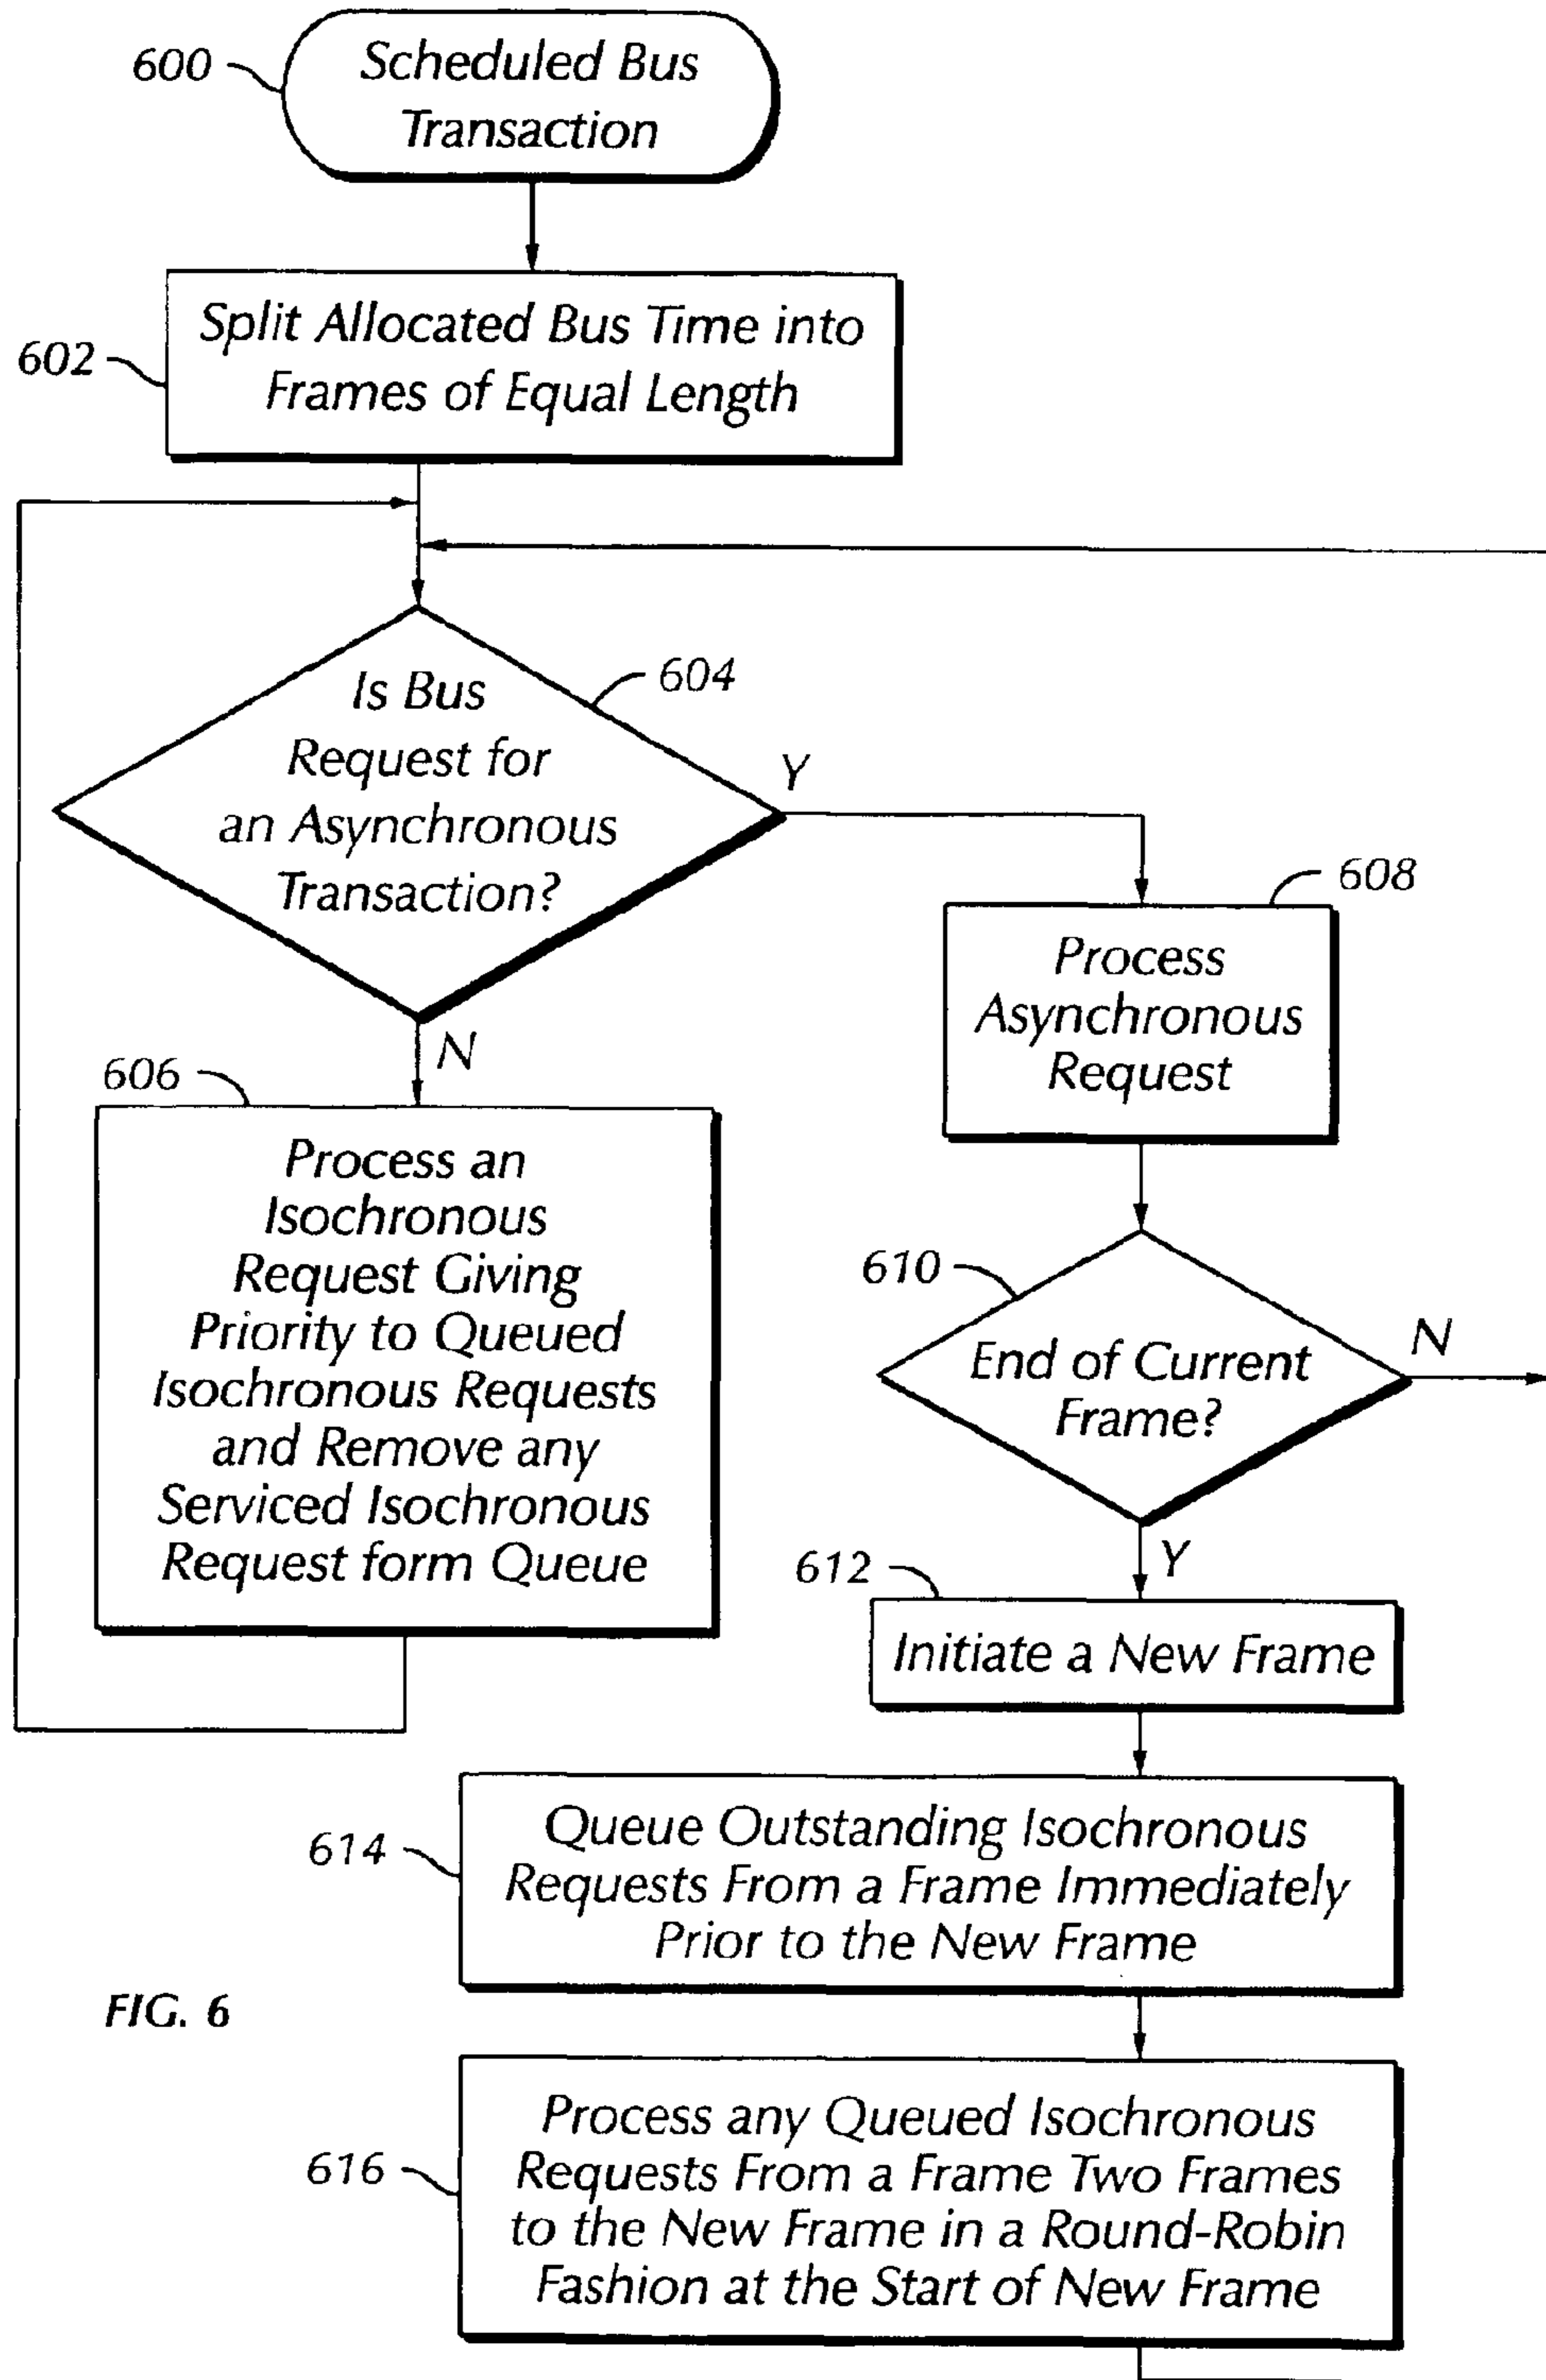 600
Scheduled Bus
Transaction
602
Split Allocated Bus Time into
Frames of Equal Length
604
Is Bus
Request for
an Asynchronous
Transaction?
Y
N
608
Process
Asynchronous
Request
606
Process an
Isochronous
Request Giving
Priority to Queued
Isochronous Requests
and Remove any
Serviced Isochronous
Request form Queue
610
End of Current
Frame?
N
Y
612
Initiate a New Frame
614
Queue Outstanding Isochronous
Requests From a Frame Immediately
Prior to the New Frame
FIG. 6
616
Process any Queued Isochronous
Requests From a Frame Two Frames
to the New Frame in a Round-Robin
Fashion at the Start of New Frame